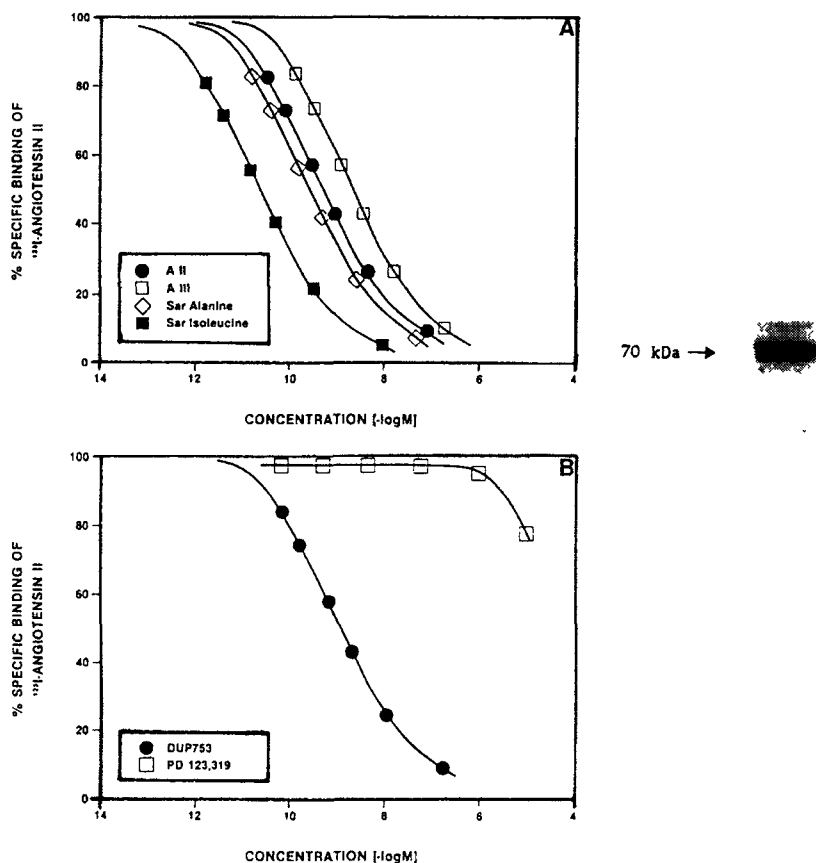 A
% SPECIFIC BINDING OF
¹²⁵I-ANGIOTENSIN II
100
80
60
40
20
0
A II
A III
Sar Alanine
Sar Isoleucine
14
12
10
8
6
4
CONCENTRATION [-logM]
70 kDa →
B
% SPECIFIC BINDING OF
¹²⁵I-ANGIOTENSIN II
100
80
60
40
20
0
DUP753
PD 123,319
14
12
10
8
6
4
CONCENTRATION [-logM]